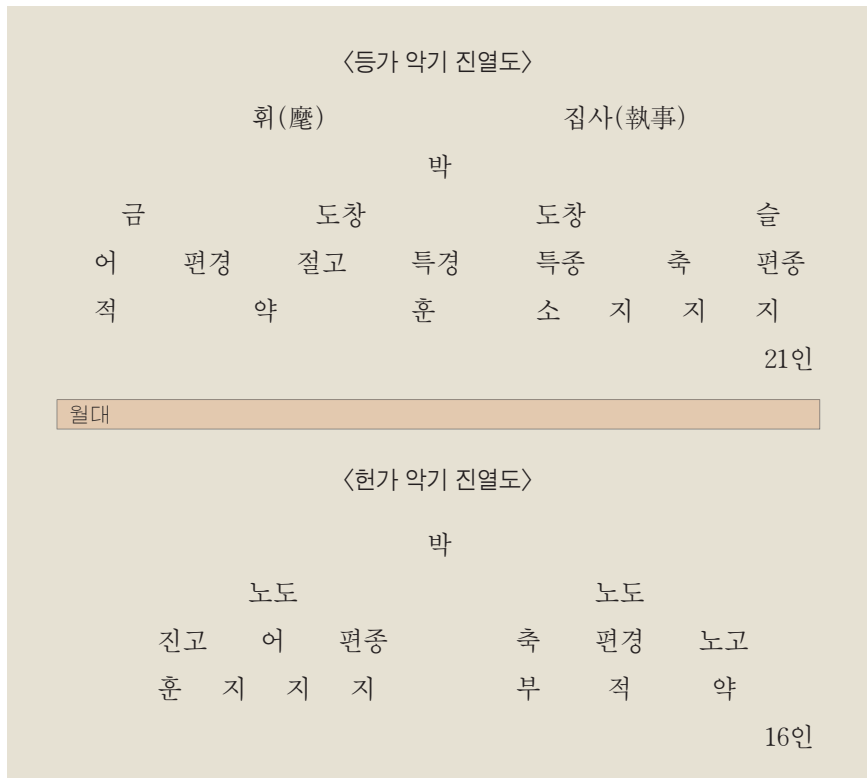 〈등가 악기 진열도〉
휘(麾) 집사(執事)
박
금 도창 도창 슬
어 편경 절고 특경 특종 축 편종
적 약 훈 소 지 지 지
21인
월대
〈헌가 악기 진열도〉
박
노도 노도
진고 어 편종 축 편경 노고
훈 지 지 지 부 적 약
16인